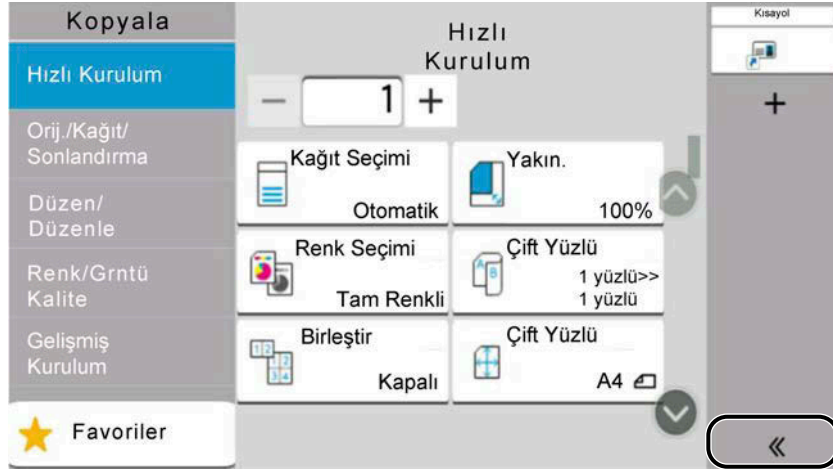 Kopyala
Hızlı Kurulum
Orij./Kağıt/
Sonlandırma
Düzen/
Düzenle
Renk/Grntü
Kalite
Gelişmiş
Kurulum
Favoriler
Hızlı
Kurulum
1
Kağıt Seçimi
Otomatik
Yakın.
100%
Renk Seçimi
Tam Renkli
Çift Yüzlü
1 yüzlü>>
1 yüzlü
Birleştir
Kapalı
Çift Yüzlü
A4
Kısayol